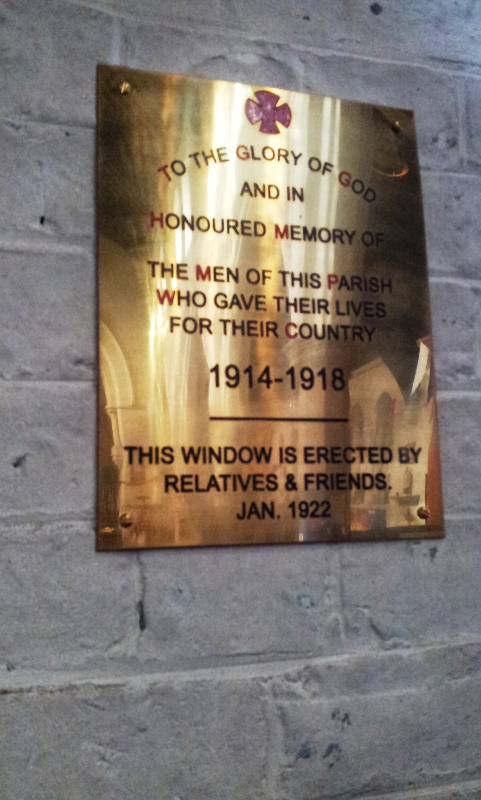 TO THE GLORY OF GOD
AND IN
HONOURED MEMORY OF
THE MEN OF THIS PARISH
WHO GAVE THEIR LIVES
FOR THEIR COUNTRY
1914-1918
THIS WINDOW IS ERECTED BY
RELATIVES & FRIENDS.
JAN. 1922